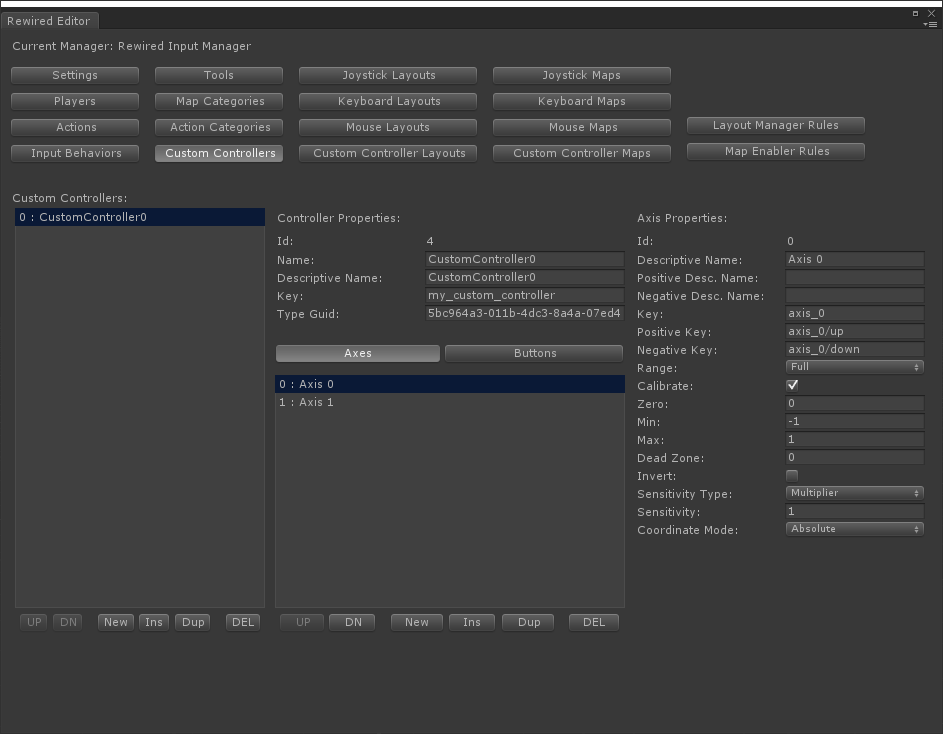 Rewired Editor
Current Manager: Rewired Input Manager
Settings Tools Joystick Layouts Joystick Maps
Players Map Categories Keyboard Layouts Keyboard Maps
Actions Action Categories Mouse Layouts Mouse Maps Layout Manager Rules
Input Behaviors Custom Controllers Custom Controller Layouts Custom Controller Maps Map Enabler Rules
Custom Controllers:
0 : CustomController0
Controller Properties:
Id: 4
Name: CustomController0
Descriptive Name: CustomController0
Key: my_custom_controller
Type Guid: 5bc964a3-011b-4dc3-8a4a-07ed4
Axes Buttons
0 : Axis 0
1 : Axis 1
Axis Properties:
Id: 0
Descriptive Name: Axis 0
Positive Desc. Name:
Negative Desc. Name:
Key: axis_0
Positive Key: axis_0/up
Negative Key: axis_0/down
Range: Full
Calibrate:
Zero: 0
Min: -1
Max: 1
Dead Zone: 0
Invert:
Sensitivity Type: Multiplier
Sensitivity: 1
Coordinate Mode: Absolute
UP DN New Ins Dup DEL
UP DN New Ins Dup DEL